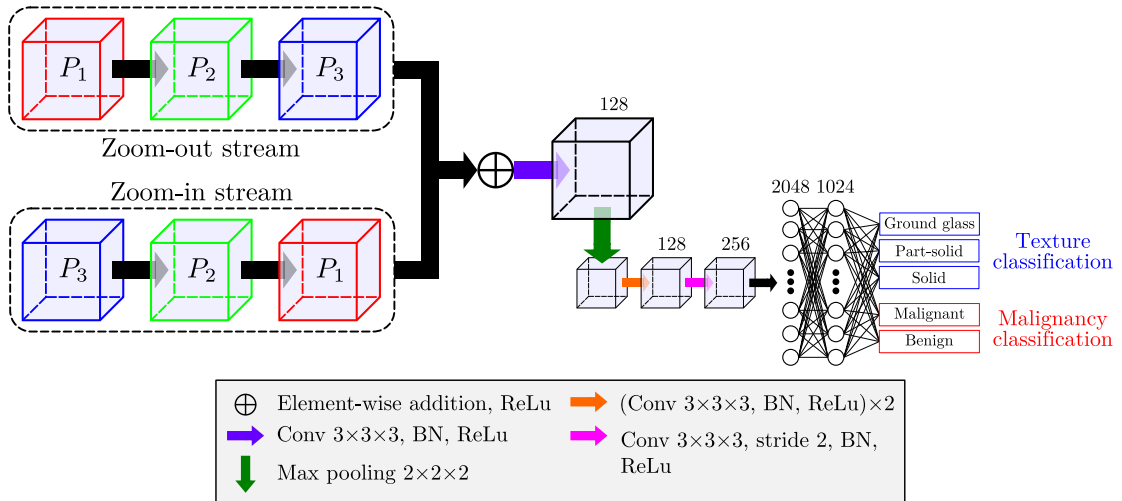 P1 P2 P3
Zoom-out stream
Zoom-in stream
P3 P2 P1
128
128 256
2048 1024
Ground glass
Part-solid
Solid
Texture
classification
Malignant
Benign
Malignancy
classification
Element-wise addition, ReLu
Conv 3×3×3, BN, ReLu
Max pooling 2×2×2
(Conv 3×3×3, BN, ReLu)×2
Conv 3×3×3, stride 2, BN,
ReLu